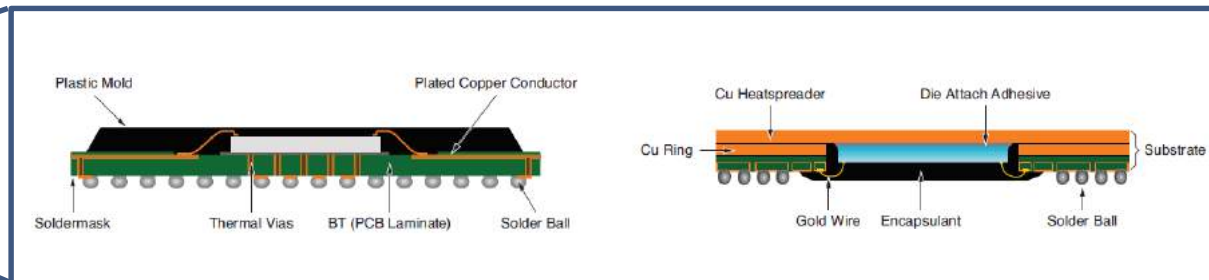 Plastic Mold
Plated Copper Conductor
Soldermask
Thermal Vias
BT (PCB Laminate)
Solder Ball
Cu Heatspreader
Die Attach Adhesive
Cu Ring
Substrate
Gold Wire
Encapsulant
Solder Ball